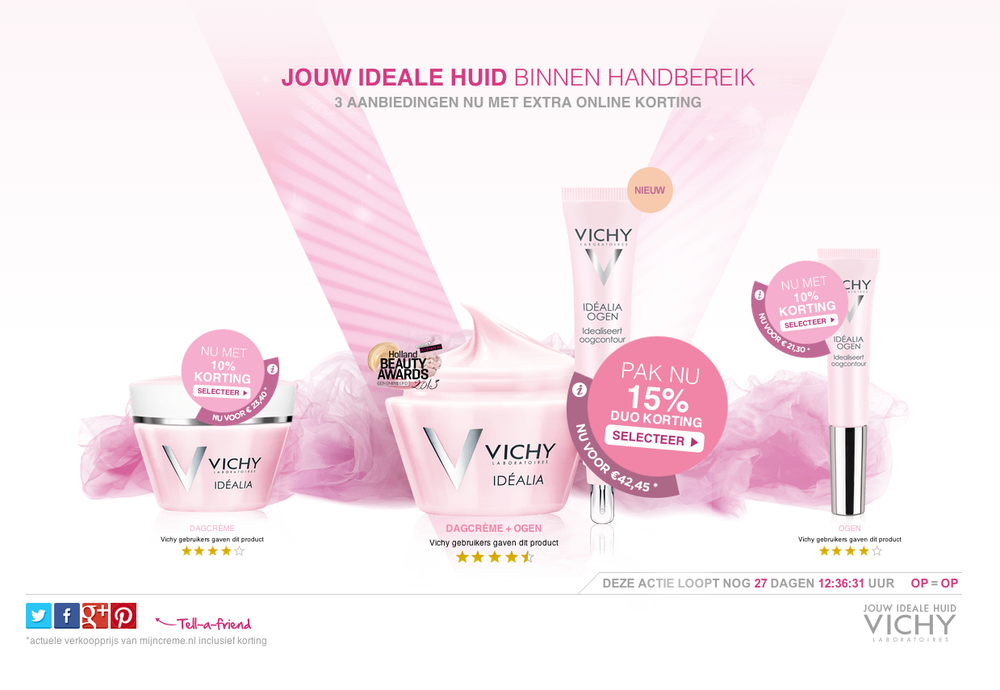 JOUW IDEALE HUID BINNEN HANDBEREIK
3 AANBIEDINGEN NU MET EXTRA ONLINE KORTING
NU MET
10%
KORTING
SELECTEER
i
NU VOOR € 23,40 *
VICHY
LABORATOIRES
IDÉALIA
DAGCRÈME
Vichy gebruikers gaven dit product
Holland
BEAUTY
AWARDS
2013
VICHY
LABORATOIRES
IDÉALIA
NIEUW
VICHY
LABORATOIRES
IDÉALIA
OGEN
Idealiseert
oogcontour
PAK NU
15%
DUO KORTING
SELECTEER
i
NU VOOR €42,45 *
DAGCRÈME + OGEN
Vichy gebruikers gaven dit product
NU MET
10%
KORTING
SELECTEER
i
NU VOOR € 21,30 *
CHY
IDÉALIA
OGEN
Idealiseert
oogcontour
OGEN
Vichy gebruikers gaven dit product
DEZE ACTIE LOOPT NOG 27 DAGEN 12:36:31 UUR OP = OP
Tell-a-friend
*actuele verkoopprijs van mijncreme.nl inclusief korting
JOUW IDEALE HUID
VICHY
LABORATOIRES